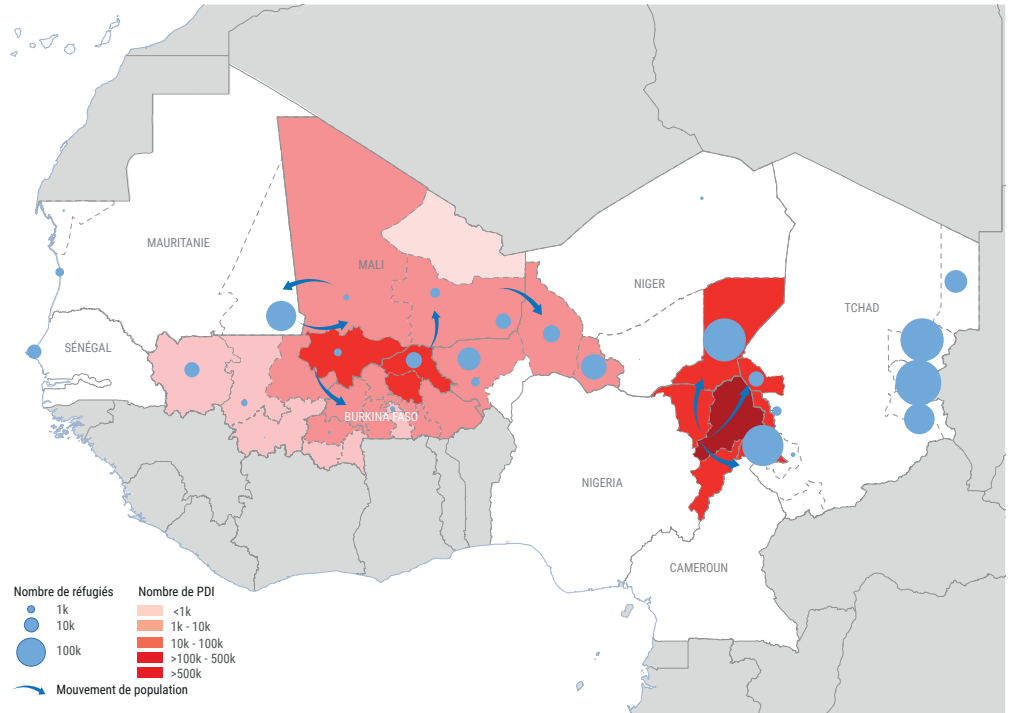 MAURITANIE
MALI
NIGER
TCHAD
SÉNÉGAL
BURKINA FASO
NIGERIA
CAMEROUN
Nombre de réfugiés
1k
10k
100k
Mouvement de population
Nombre de PDI
<1k
1k - 10k
10k - 100k
>100k - 500k
>500k